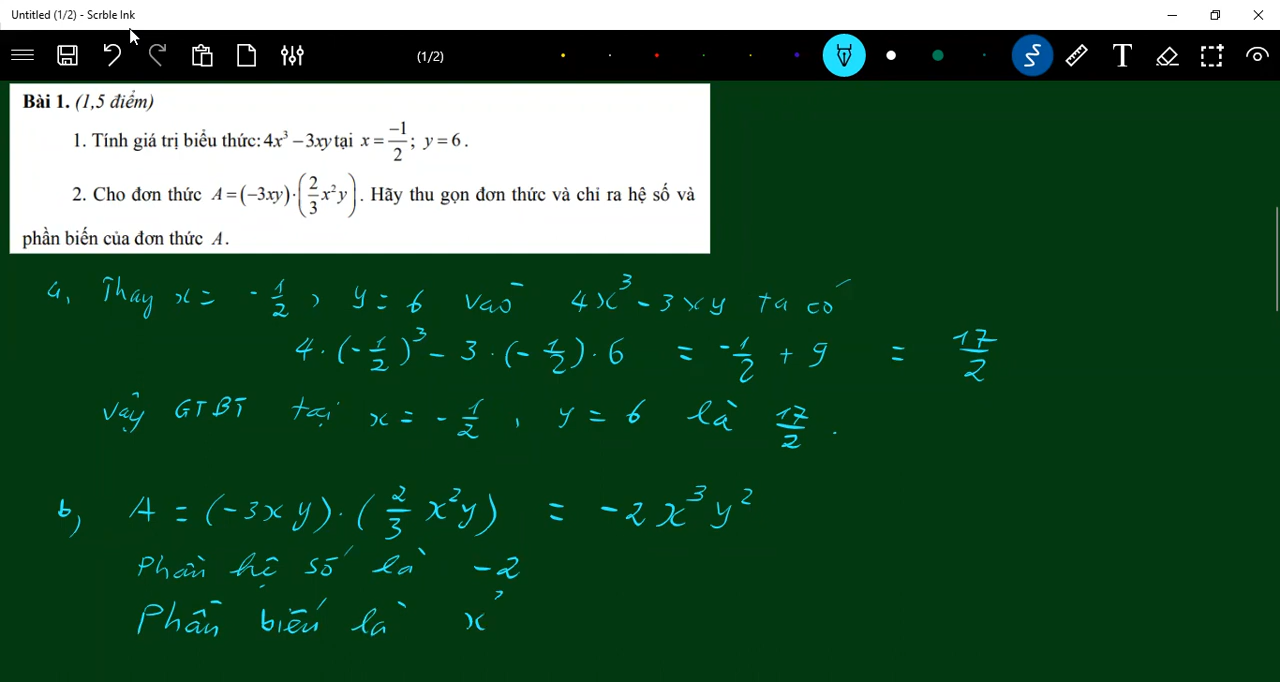 Untitled (1/2) - Scrble Ink
(1/2)
T
Bài 1. (1,5 điểm)
1. Tính giá trị biểu thức: 4x³ − 3xy tại x = −1/2; y = 6.
2. Cho đơn thức A = (−3xy)·(2/3 x²y). Hãy thu gọn đơn thức và chỉ ra hệ số và
phần biến của đơn thức A.
a, Thay x = -1/2, y = 6 vào 4x³ - 3xy ta có
4·(-1/2)³ - 3·(-1/2)·6 = -1/2 + 9 = 17/2
Vậy GTBT tại x = -1/2, y = 6 là 17/2.
b, A = (-3xy)·(2/3 x²y) = -2x³y²
Phần hệ số là -2
Phần biến là x